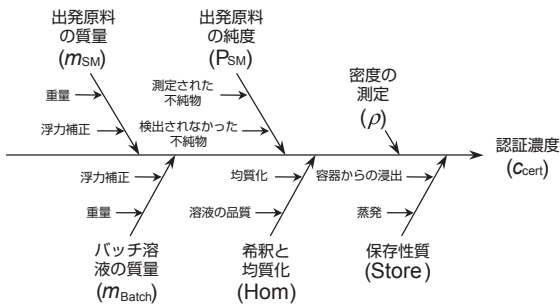 出発原料
の質量
(mSM)
重量
浮力補正
出発原料
の純度
(PSM)
測定された
不純物
検出されなかった
不純物
密度の
測定
(ρ)
認証濃度
(ccert)
浮力補正
重量
バッチ溶
液の質量
(mBatch)
均質化
溶液の品質
希釈と
均質化
(Hom)
容器からの浸出
蒸発
保存性質
(Store)